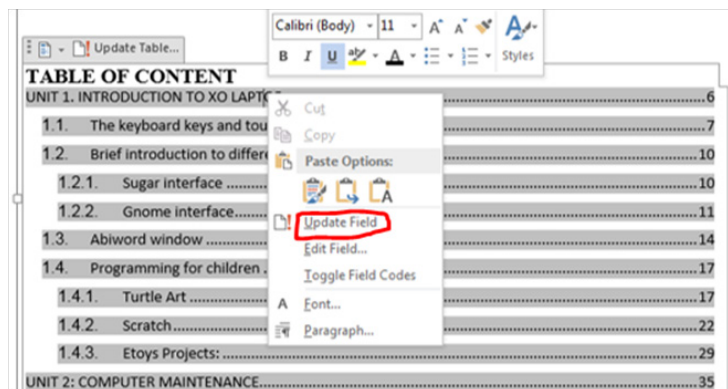 Calibri (Body) 11 A A
B I U aby A Styles
Update Table...
TABLE OF CONTENT
UNIT 1. INTRODUCTION TO XO LAPT ..... 6
1.1. The keyboard keys and tou ..... 7
1.2. Brief introduction to differe ..... 10
1.2.1. Sugar interface ..... 10
1.2.2. Gnome interface ..... 11
1.3. Abiword window ..... 14
1.4. Programming for children ..... 17
1.4.1. Turtle Art ..... 17
1.4.2. Scratch ..... 22
1.4.3. Etoys Projects: ..... 29
UNIT 2: COMPUTER MAINTENANCE ..... 35
Cut
Copy
Paste Options:
A
Update Field
Edit Field...
Toggle Field Codes
A Font...
Paragraph...